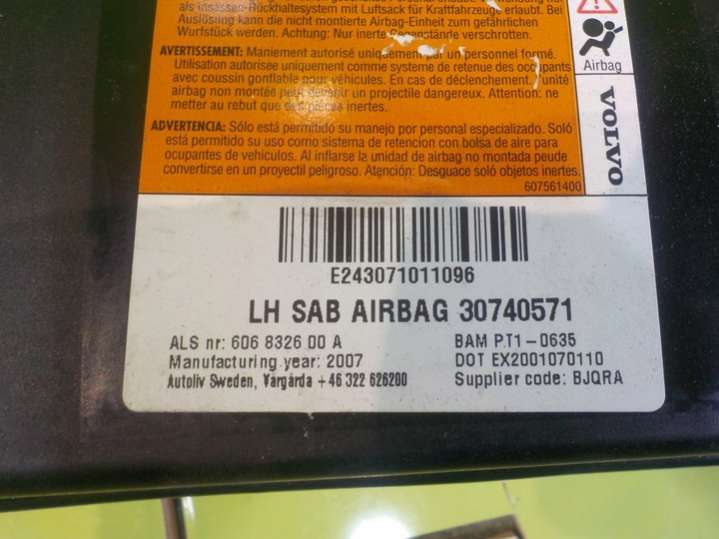 als Insassen-Rückhaltesystem mit Luftsack für Kraftfahrzeuge erlaubt. Bei
Auslösung kann die nicht montierte Airbag-Einheit zum gefährlichen
Wurfstück werden. Achtung: Nur inerte Gegenstände verschrotten.
AVERTISSEMENT: Maniement autorisé uniquement par un personnel formé.
Utilisation autorisée uniquement comme système de retenue des occupants
avec coussin gonflable pour véhicules. En cas de déclenchement, l'unité
airbag non montée peut devenir un projectile dangereux. Attention: ne
metter au rebut que des pièces inertes.
ADVERTENCIA: Sólo está permitido su manejo por personal especializado. Soló
está permitido su uso como sistema de retencion con bolsa de aire para
ocupantes de vehículos. Al inflarse la unidad de airbag no montada peude
convertirse en un proyectil peligroso. Atención: Desguace soló objetos inertes.
607561400
Airbag
VOLVO
E243071011096
LH SAB AIRBAG 30740571
ALS nr: 606 8326 00 A
BAM P.T1-0635
Manufacturing year: 2007
DOT EX2001070110
Autoliv Sweden, Vårgårda +46 322 626200
Supplier code: BJQRA